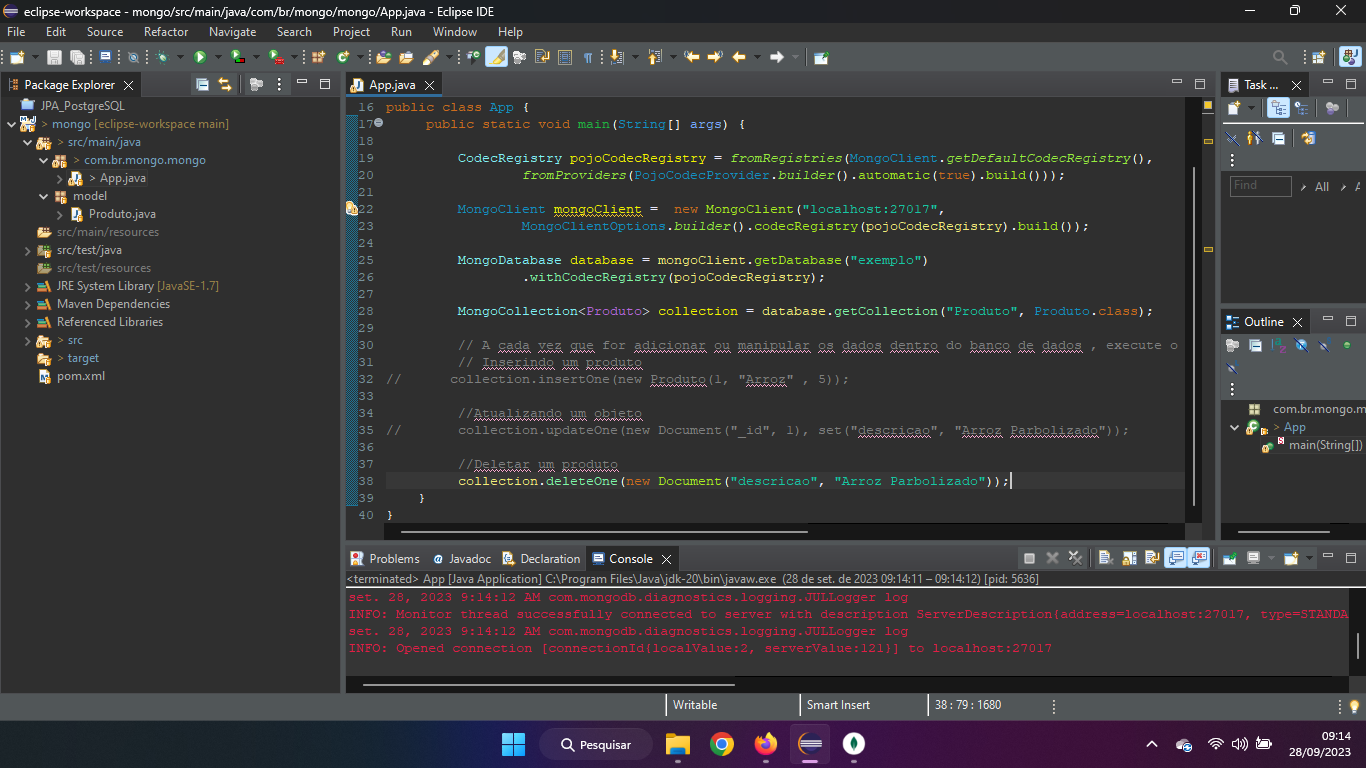 eclipse-workspace - mongo/src/main/java/com/br/mongo/mongo/App.java - Eclipse IDE
File Edit Source Refactor Navigate Search Project Run Window Help
Package Explorer
JPA_PostgreSQL
> mongo [eclipse-workspace main]
> src/main/java
> com.br.mongo.mongo
> App.java
model
Produto.java
src/main/resources
src/test/java
src/test/resources
JRE System Library [JavaSE-1.7]
Maven Dependencies
Referenced Libraries
> src
> target
pom.xml
App.java
16 public class App {
17 public static void main(String[] args) {
18
19 CodecRegistry pojoCodecRegistry = fromRegistries(MongoClient.getDefaultCodecRegistry(),
20 fromProviders(PojoCodecProvider.builder().automatic(true).build()));
21
22 MongoClient mongoClient = new MongoClient("localhost:27017",
23 MongoClientOptions.builder().codecRegistry(pojoCodecRegistry).build());
24
25 MongoDatabase database = mongoClient.getDatabase("exemplo")
26 .withCodecRegistry(pojoCodecRegistry);
27
28 MongoCollection<Produto> collection = database.getCollection("Produto", Produto.class);
29
30 // A cada vez que for adicionar ou manipular os dados dentro do banco de dados , execute o
31 // Inserindo um produto
32 // collection.insertOne(new Produto(1, "Arroz" , 5));
33
34 //Atualizando um objeto
35 // collection.updateOne(new Document("_id", 1), set("descricao", "Arroz Parbolizado"));
36
37 //Deletar um produto
38 collection.deleteOne(new Document("descricao", "Arroz Parbolizado"));
39 }
40 }
Task ...
Find
All
A
Outline
com.br.mongo.m
> App
main(String[])
Problems Javadoc Declaration Console
<terminated> App [Java Application] C:\Program Files\Java\jdk-20\bin\javaw.exe (28 de set. de 2023 09:14:11 – 09:14:12) [pid: 5636]
set. 28, 2023 9:14:12 AM com.mongodb.diagnostics.logging.JULLogger log
INFO: Monitor thread successfully connected to server with description ServerDescription{address=localhost:27017, type=STANDA
set. 28, 2023 9:14:12 AM com.mongodb.diagnostics.logging.JULLogger log
INFO: Opened connection [connectionId{localValue:2, serverValue:121}] to localhost:27017
Writable
Smart Insert
38 : 79 : 1680
Pesquisar
09:14
28/09/2023